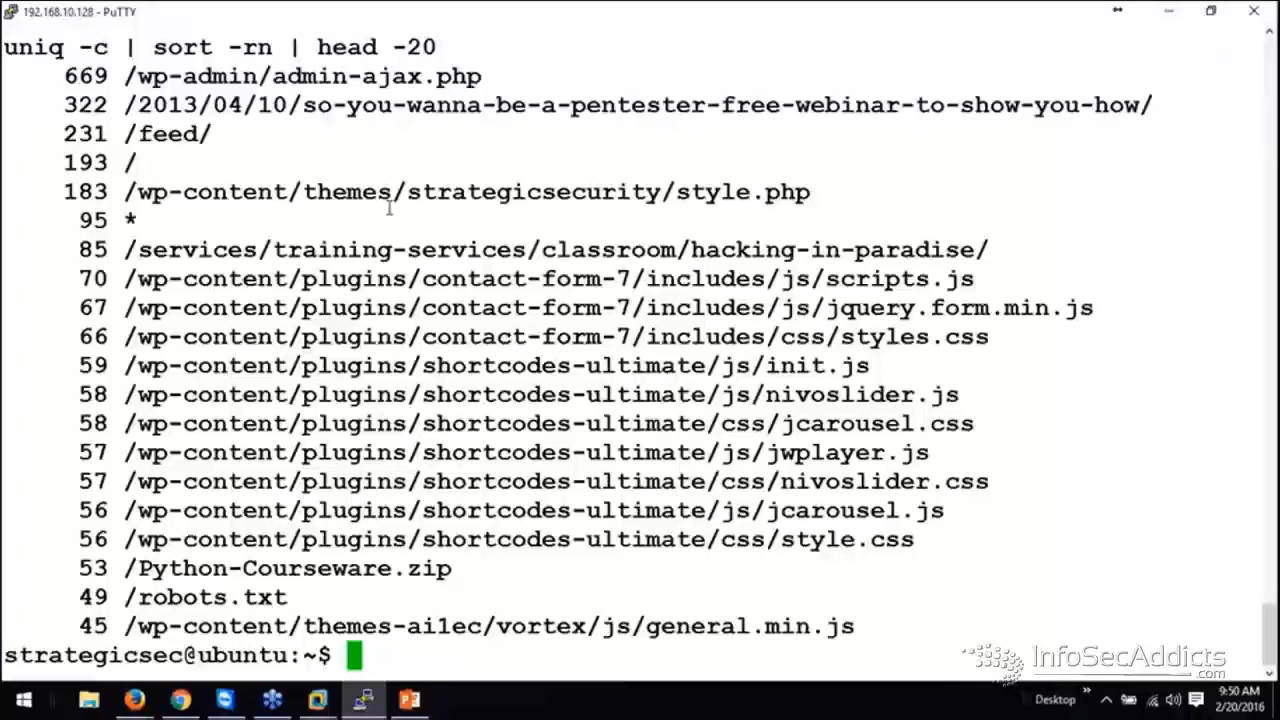 192.168.10.128 - PuTTY
uniq -c | sort -rn | head -20
669 /wp-admin/admin-ajax.php
322 /2013/04/10/so-you-wanna-be-a-pentester-free-webinar-to-show-you-how/
231 /feed/
193 /
183 /wp-content/themes/strategicsecurity/style.php
95 *
85 /services/training-services/classroom/hacking-in-paradise/
70 /wp-content/plugins/contact-form-7/includes/js/scripts.js
67 /wp-content/plugins/contact-form-7/includes/js/jquery.form.min.js
66 /wp-content/plugins/contact-form-7/includes/css/styles.css
59 /wp-content/plugins/shortcodes-ultimate/js/init.js
58 /wp-content/plugins/shortcodes-ultimate/js/nivoslider.js
58 /wp-content/plugins/shortcodes-ultimate/css/jcarousel.css
57 /wp-content/plugins/shortcodes-ultimate/js/jwplayer.js
57 /wp-content/plugins/shortcodes-ultimate/css/nivoslider.css
56 /wp-content/plugins/shortcodes-ultimate/js/jcarousel.js
56 /wp-content/plugins/shortcodes-ultimate/css/style.css
53 /Python-Courseware.zip
49 /robots.txt
45 /wp-content/themes-ai1ec/vortex/js/general.min.js
strategicsec@ubuntu:~$
InfoSecAddicts
.com
Desktop
9:50 AM
2/20/2016